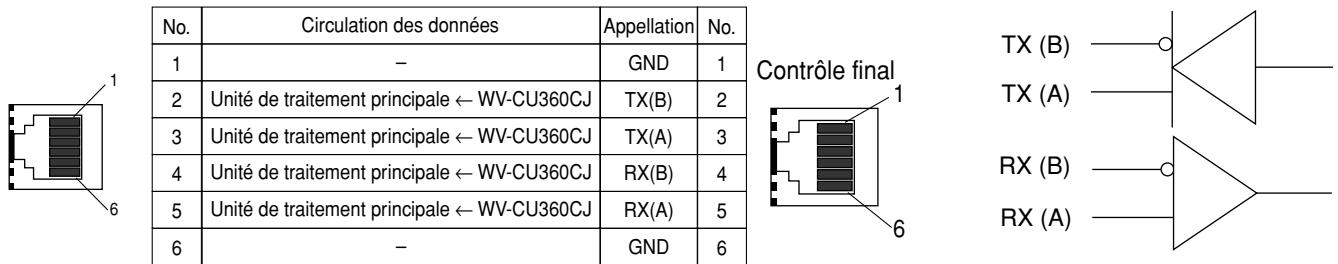 No. Circulation des données Appellation No.
1 – GND 1
2 Unité de traitement principale ← WV-CU360CJ TX(B) 2
3 Unité de traitement principale ← WV-CU360CJ TX(A) 3
4 Unité de traitement principale ← WV-CU360CJ RX(B) 4
5 Unité de traitement principale ← WV-CU360CJ RX(A) 5
6 – GND 6
1
6
Contrôle final
1
6
TX (B)
TX (A)
RX (B)
RX (A)